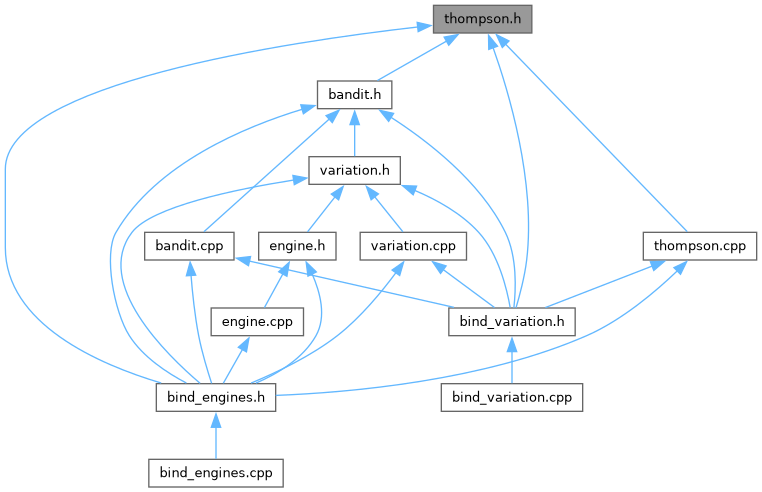 thompson.h
bandit.h
variation.h
bandit.cpp
engine.h
variation.cpp
thompson.cpp
engine.cpp
bind_variation.h
bind_engines.h
bind_variation.cpp
bind_engines.cpp